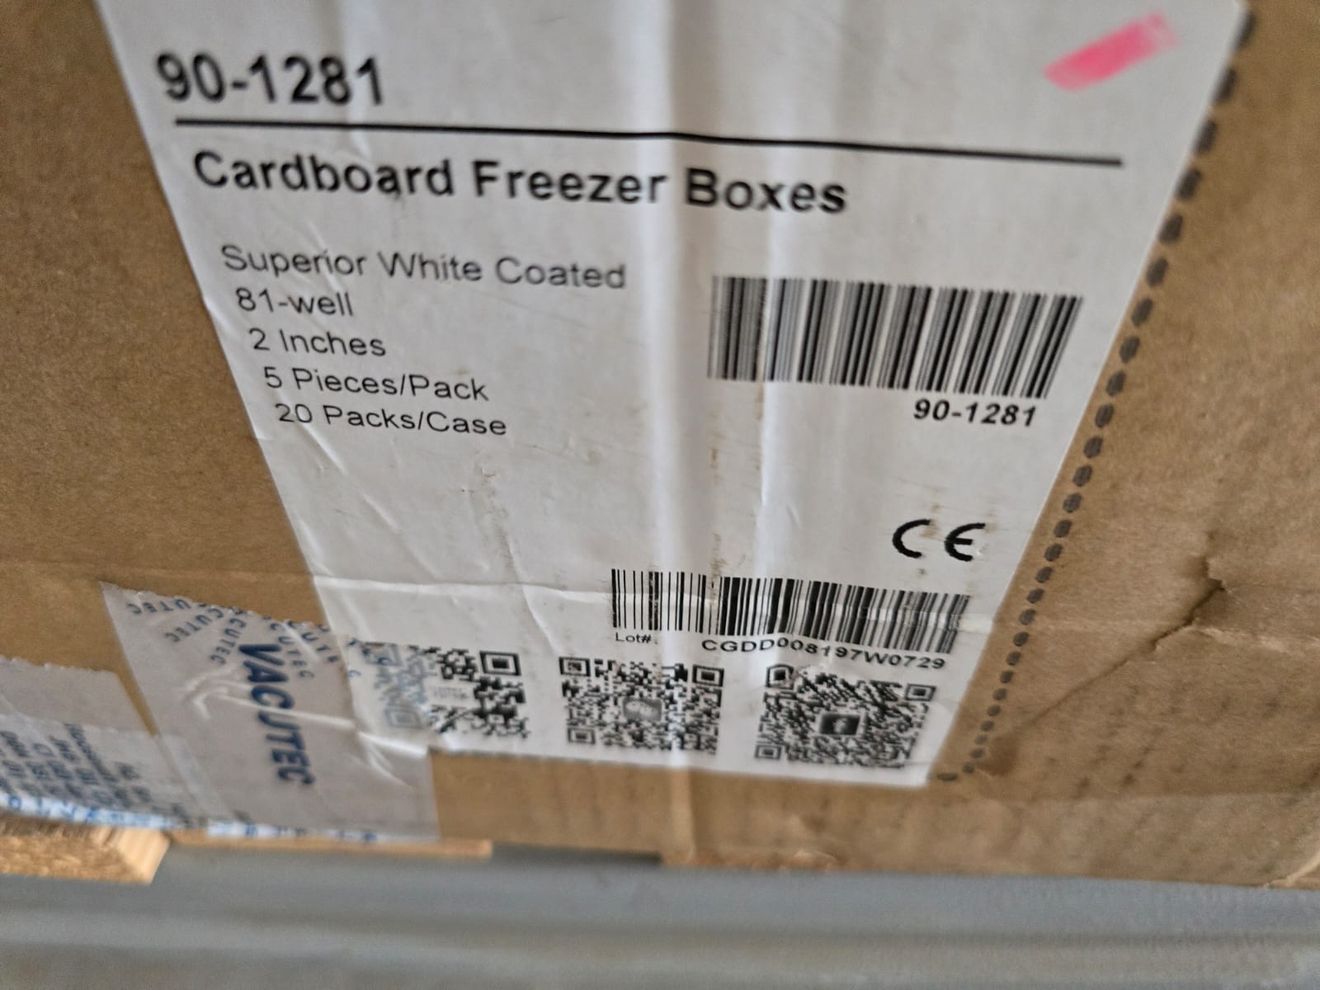 90-1281
Cardboard Freezer Boxes
Superior White Coated
81-well
2 Inches
5 Pieces/Pack
20 Packs/Case
90-1281
CE
Lot#:
CGDD008197W0729
VACUTEC